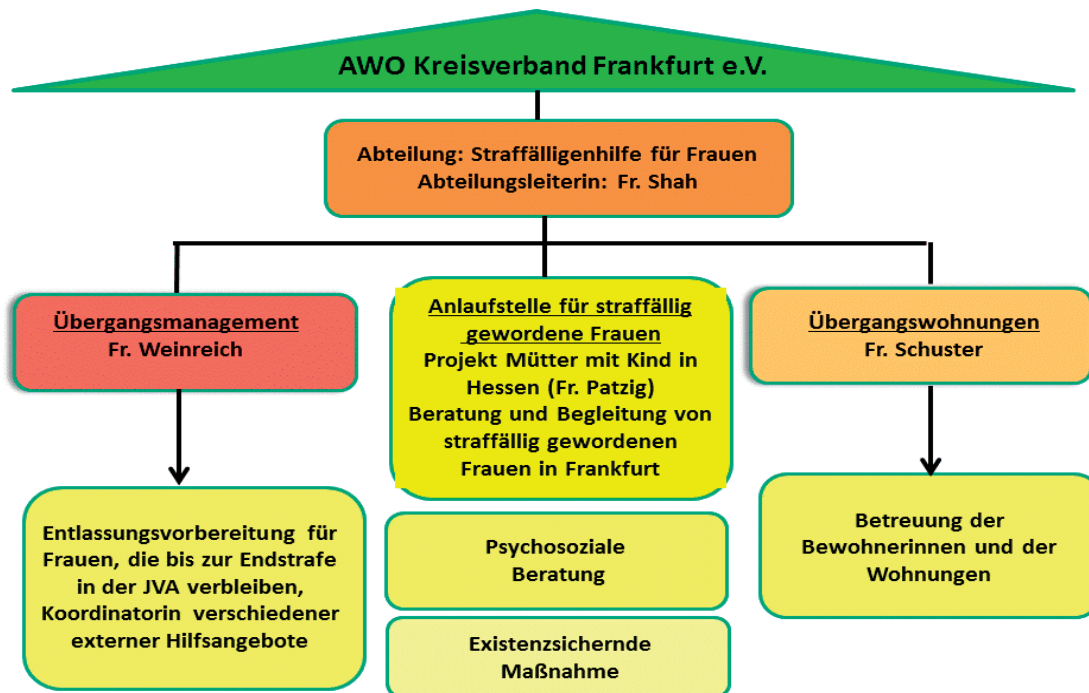 AWO Kreisverband Frankfurt e.V.
Abteilung: Straffälligenhilfe für Frauen
Abteilungsleiterin: Fr. Shah
Übergangsmanagement
Fr. Weinreich
Anlaufstelle für straffällig
gewordene Frauen
Projekt Mütter mit Kind in
Hessen (Fr. Patzig)
Beratung und Begleitung von
straffällig gewordenen
Frauen in Frankfurt
Übergangswohnungen
Fr. Schuster
Entlassungsvorbereitung für
Frauen, die bis zur Endstrafe
in der JVA verbleiben,
Koordinatorin verschiedener
externer Hilfsangebote
Psychosoziale
Beratung
Existenzsichernde
Maßnahme
Betreuung der
Bewohnerinnen und der
Wohnungen